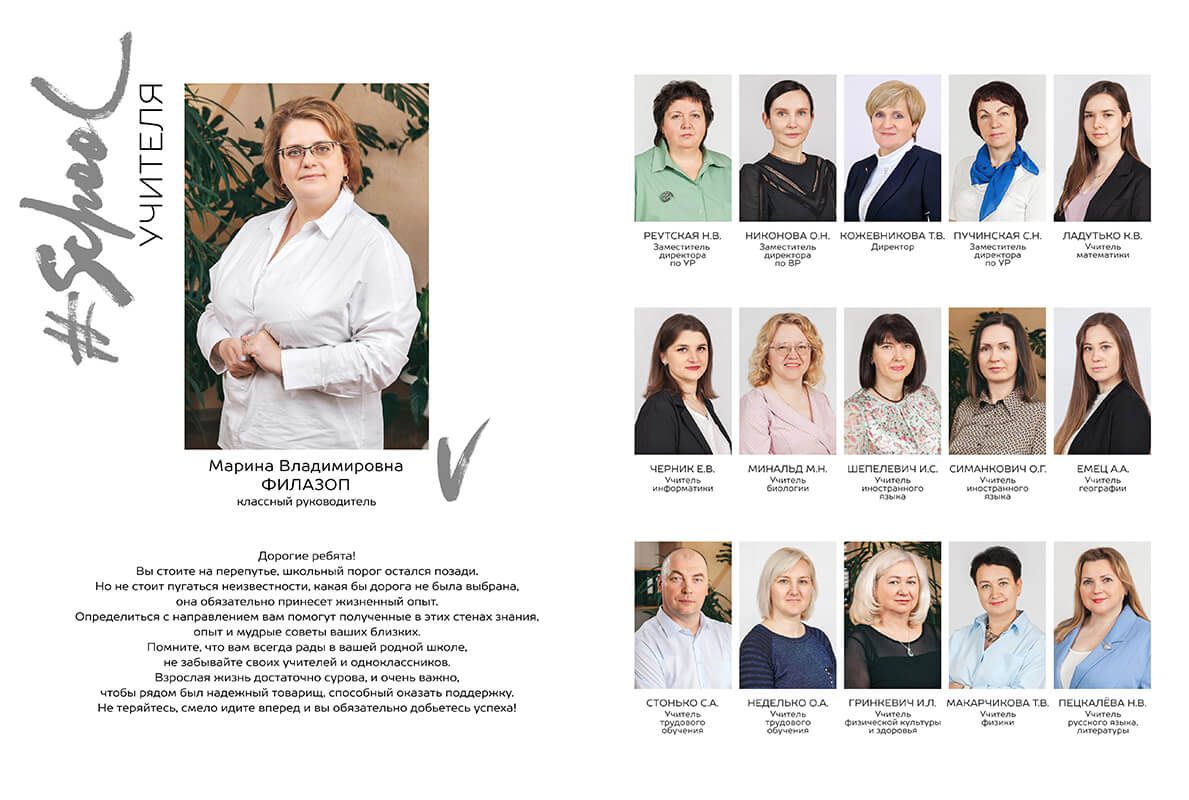 #School
УЧИТЕЛЯ
Марина Владимировна
ФИЛАЗОП
классный руководитель
Дорогие ребята!
Вы стоите на перепутье, школьный порог остался позади.
Но не стоит пугаться неизвестности, какая бы дорога не была выбрана,
она обязательно принесет жизненный опыт.
Определиться с направлением вам помогут полученные в этих стенах знания,
опыт и мудрые советы ваших близких.
Помните, что вам всегда рады в вашей родной школе,
не забывайте своих учителей и одноклассников.
Взрослая жизнь достаточно сурова, и очень важно,
чтобы рядом был надежный товарищ, способный оказать поддержку.
Не теряйтесь, смело идите вперед и вы обязательно добьетесь успеха!
РЕУТСКАЯ Н.В.
Заместитель
директора
по УР
НИКОНОВА О.Н.
Заместитель
директора
по ВР
КОЖЕВНИКОВА Т.В.
Директор
ПУЧИНСКАЯ С.Н.
Заместитель
директора
по УР
ЛАДУТЬКО К.В.
Учитель
математики
ЧЕРНИК Е.В.
Учитель
информатики
МИНАЛЬД М.Н.
Учитель
биологии
ШЕПЕЛЕВИЧ И.С.
Учитель
иностранного
языка
СИМАНКОВИЧ О.Г.
Учитель
иностранного
языка
ЕМЕЦ А.А.
Учитель
географии
СТОНЬКО С.А.
Учитель
трудового
обучения
НЕДЕЛЬКО О.А.
Учитель
трудового
обучения
ГРИНКЕВИЧ И.Л.
Учитель
физической культуры
и здоровья
МАКАРЧИКОВА Т.В.
Учитель
физики
ПЕЦКАЛЁВА Н.В.
Учитель
русского языка,
литературы